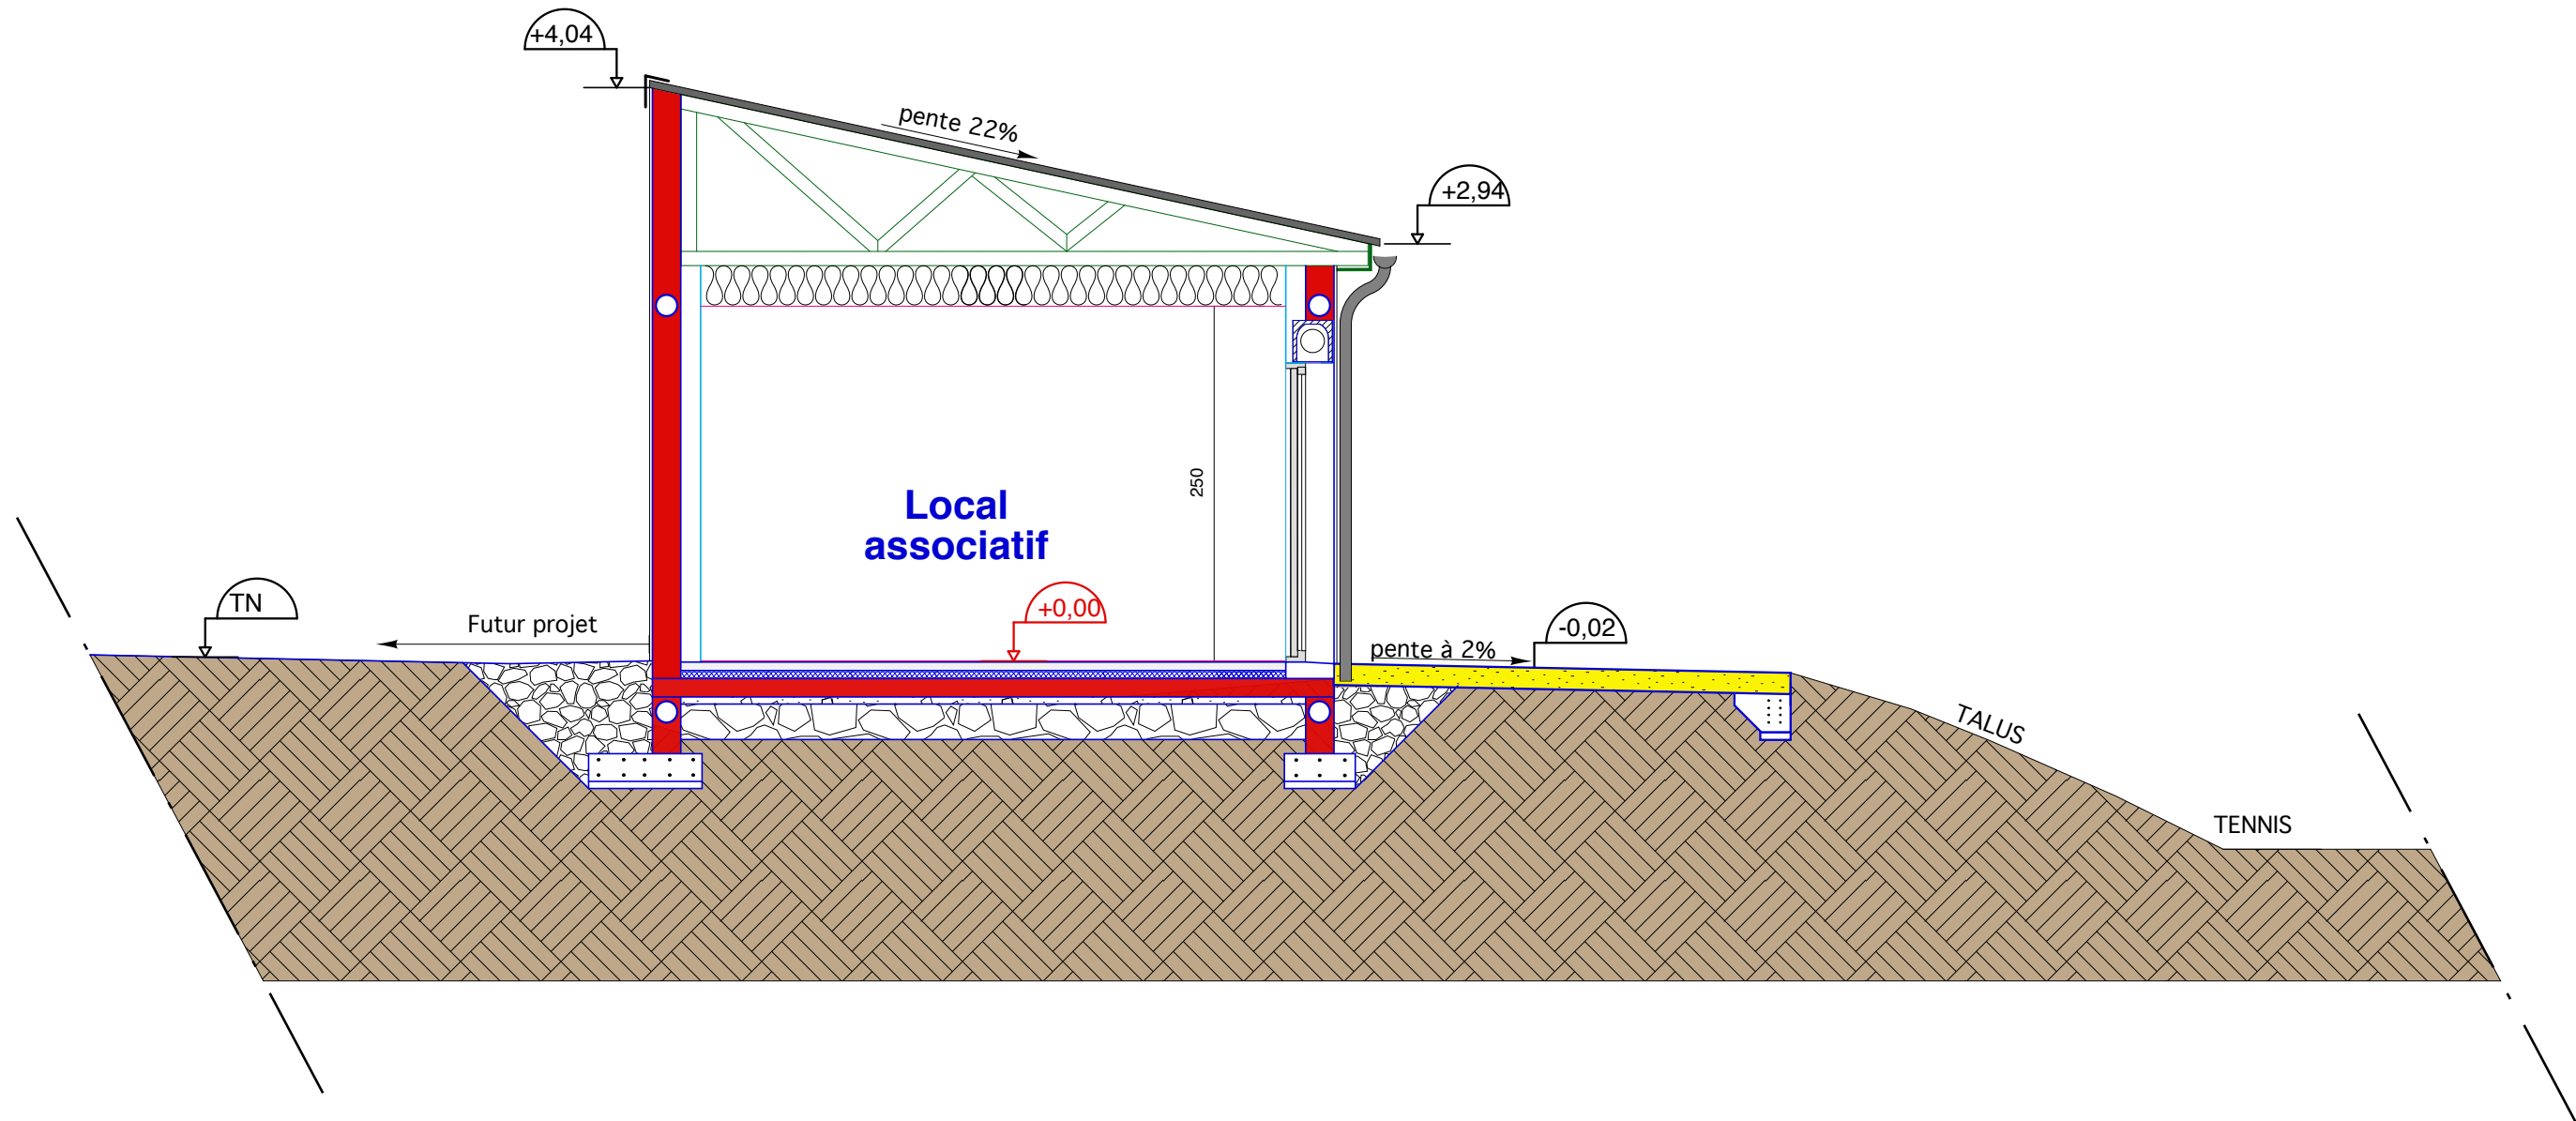 +4,04
pente 22%
+2,94
250
Local
associatif
+0,00
TN
Futur projet
-0,02
pente à 2%
TALUS
TENNIS